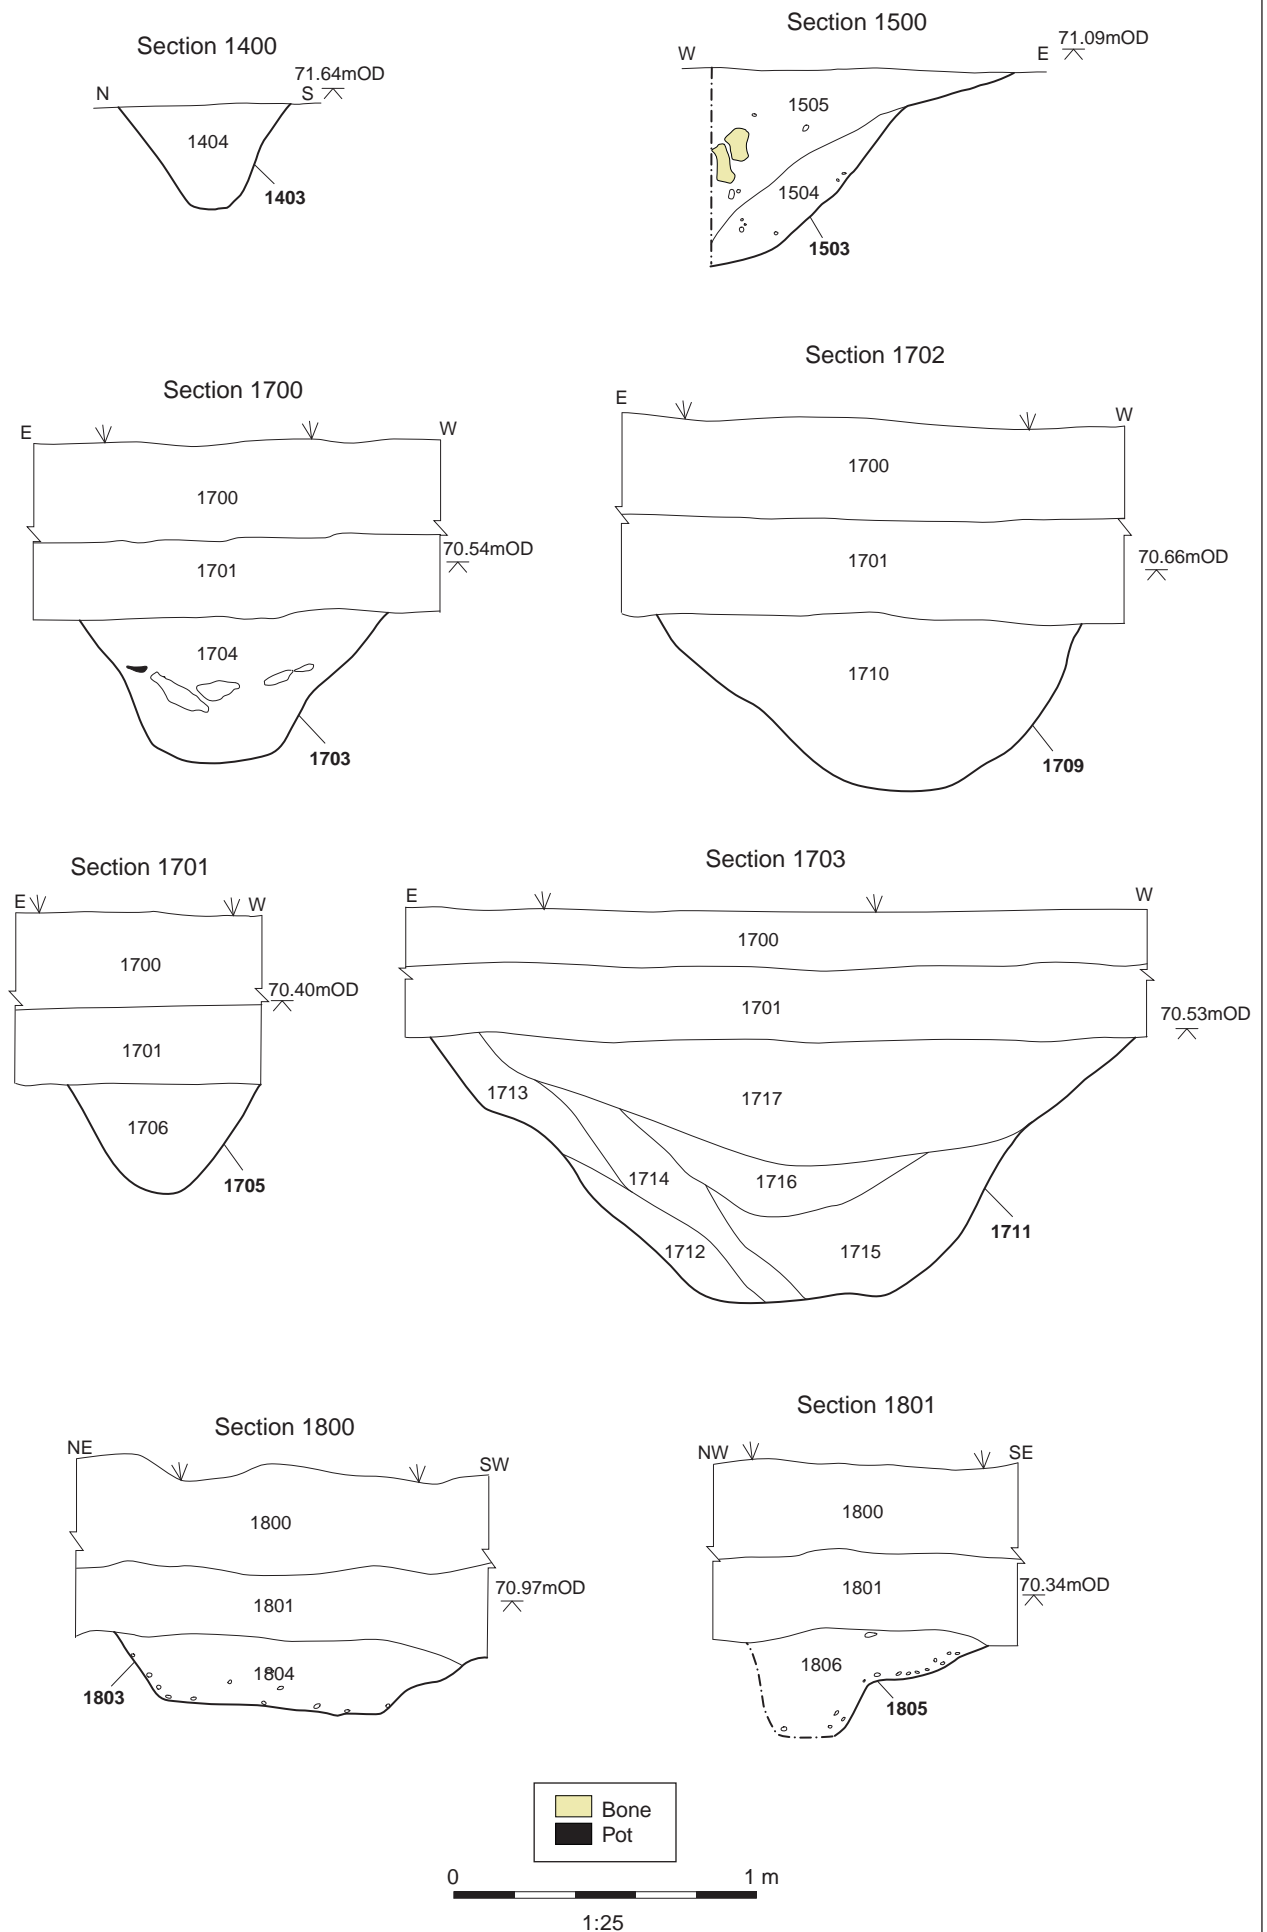 Section 1400
71.64mOD
N S
1404
1403
Section 1500
W E 71.09mOD
1505
1504
1503
Section 1700
E W
1700
70.54mOD
1701
1704
1703
Section 1702
E W
1700
1701
70.66mOD
1710
1709
Section 1701
E W
1700
70.40mOD
1701
1706
1705
Section 1703
E W
1700
1701
70.53mOD
1713
1717
1714
1716
1712
1715
1711
Section 1800
NE SW
1800
70.97mOD
1801
1804
1803
Section 1801
NW SE
1800
1801
70.34mOD
1806
1805
Bone
Pot
0 1 m
1:25